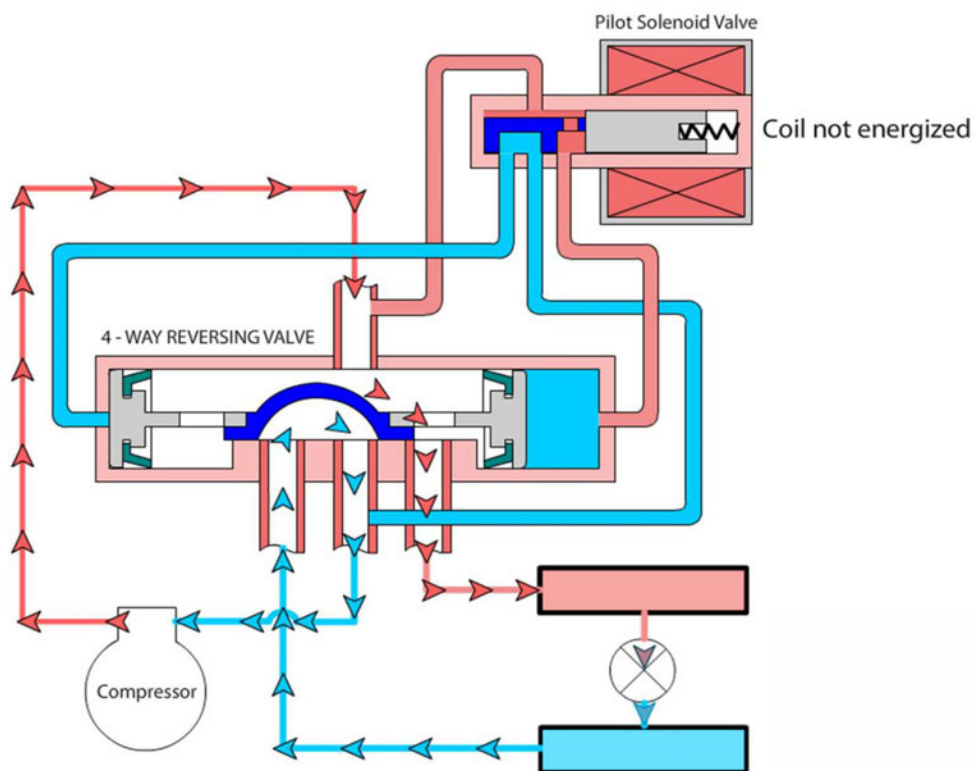 Pilot Solenoid Valve
Coil not energized
4 - WAY REVERSING VALVE
Compressor